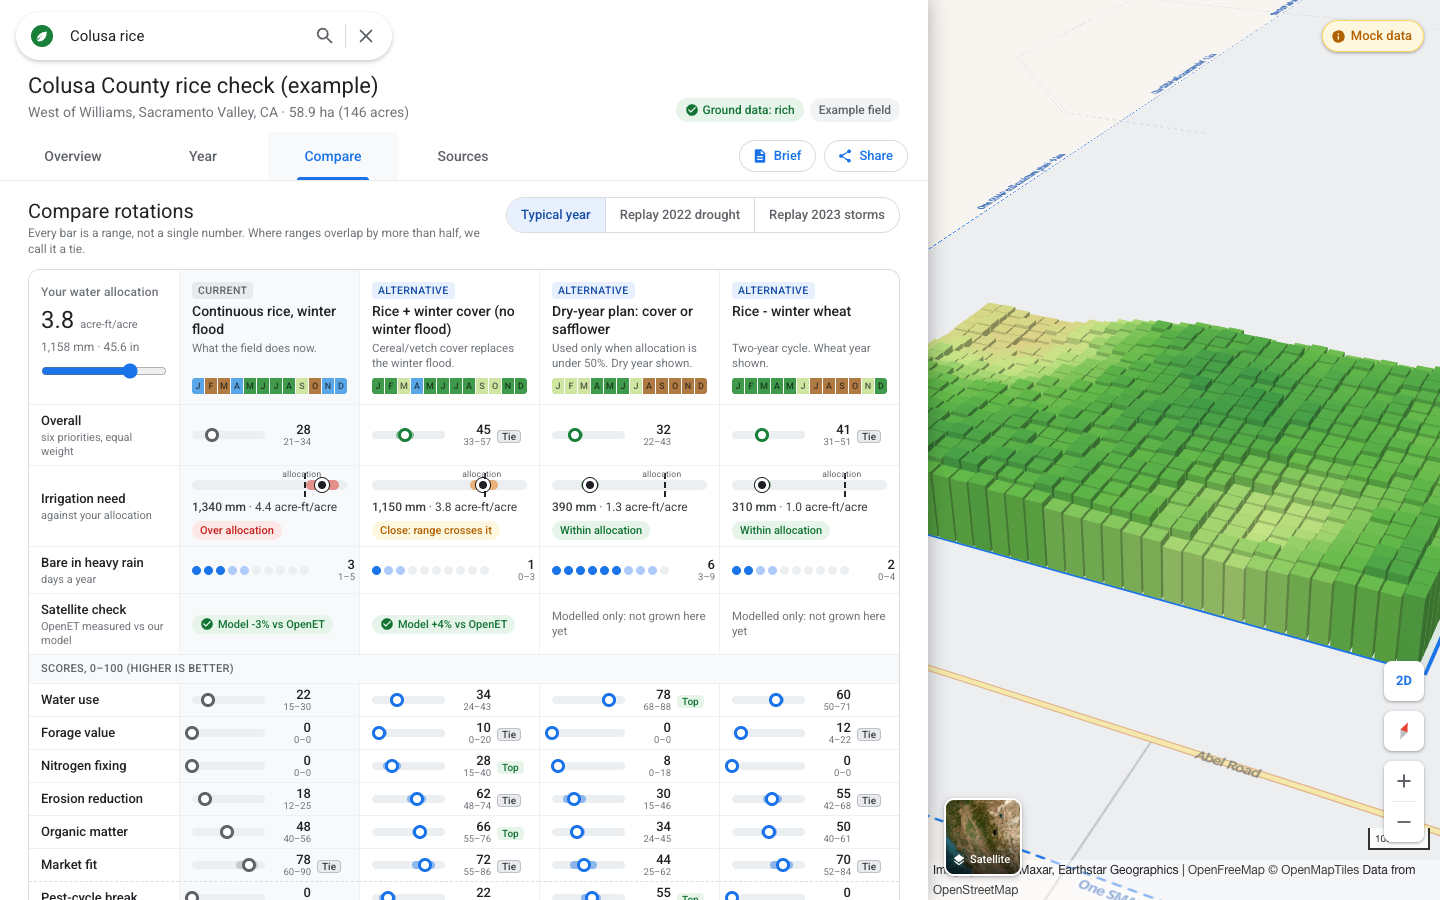 Colusa rice
Mock data
Colusa County rice check (example)
West of Williams, Sacramento Valley, CA · 58.9 ha (146 acres)
Ground data: rich
Example field
Overview
Year
Compare
Sources
Brief
Share
Compare rotations
Every bar is a range, not a single number. Where ranges overlap by more than half, we
call it a tie.
Typical year
Replay 2022 drought
Replay 2023 storms
Your water allocation
3.8 acre-ft/acre
1,158 mm · 45.6 in
CURRENT
Continuous rice, winter
flood
What the field does now.
J F M A M J J A S O N D
ALTERNATIVE
Rice + winter cover (no
winter flood)
Cereal/vetch cover replaces
the winter flood.
J F M A M J J A S O N D
ALTERNATIVE
Dry-year plan: cover or
safflower
Used only when allocation is
under 50%. Dry year
shown.
J F M A M J J A S O N D
ALTERNATIVE
Rice - winter wheat
Two-year cycle. Wheat year
shown.
J F M A M J J A S O N D
Overall
six priorities, equal
weight
28
21–34
45
33–57
Tie
32
22–43
41
31–51
Tie
Irrigation need
against your allocation
allocation
1,340 mm · 4.4 acre-ft/acre
Over allocation
allocation
1,150 mm · 3.8 acre-ft/acre
Close: range crosses it
allocation
390 mm · 1.3 acre-ft/acre
Within allocation
allocation
310 mm · 1.0 acre-ft/acre
Within allocation
Bare in heavy rain
days a year
3
1–5
1
0–3
6
3–9
2
0–4
Satellite check
OpenET measured vs our
model
Model -3% vs OpenET
Model +4% vs OpenET
Modelled only: not grown here
yet
Modelled only: not grown here
yet
SCORES, 0–100 (HIGHER IS BETTER)
Water use
22
15–30
34
24–43
78
68–88
Top
60
50–71
Forage value
0
0–0
10
0–20
Tie
0
0–0
12
4–22
Tie
Nitrogen fixing
0
0–0
28
15–40
Top
8
0–18
0
0–0
Erosion reduction
18
12–25
62
48–74
Tie
30
15–46
55
42–68
Tie
Organic matter
48
40–56
66
55–76
Top
34
24–45
50
40–61
Market fit
78
60–90
Tie
72
55–86
Tie
44
25–62
70
52–84
Tie
Pest-cycle break
0
22
55
Top
0
2D
Abel Road
Satellite
Maxar, Earthstar Geographics | OpenFreeMap © OpenMapTiles Data from
OpenStreetMap